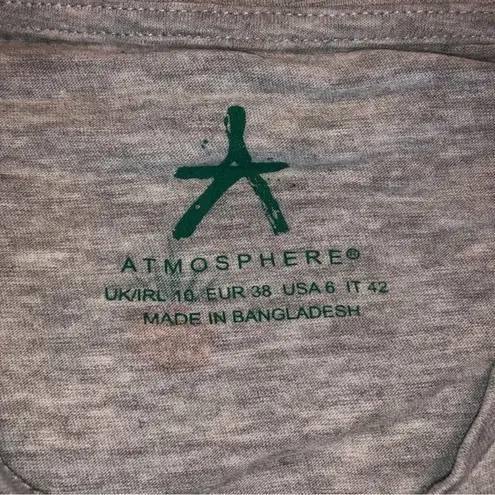 ATMOSPHERE®
UK/IRL 10 EUR 38 USA 6 IT 42
MADE IN BANGLADESH